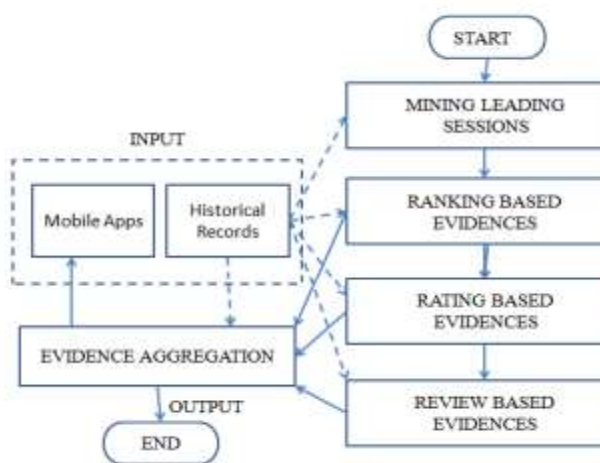 START
MINING LEADING
SESSIONS
INPUT
Mobile Apps
Historical
Records
RANKING BASED
EVIDENCES
RATING BASED
EVIDENCES
EVIDENCE AGGREGATION
REVIEW BASED
EVIDENCES
OUTPUT
END